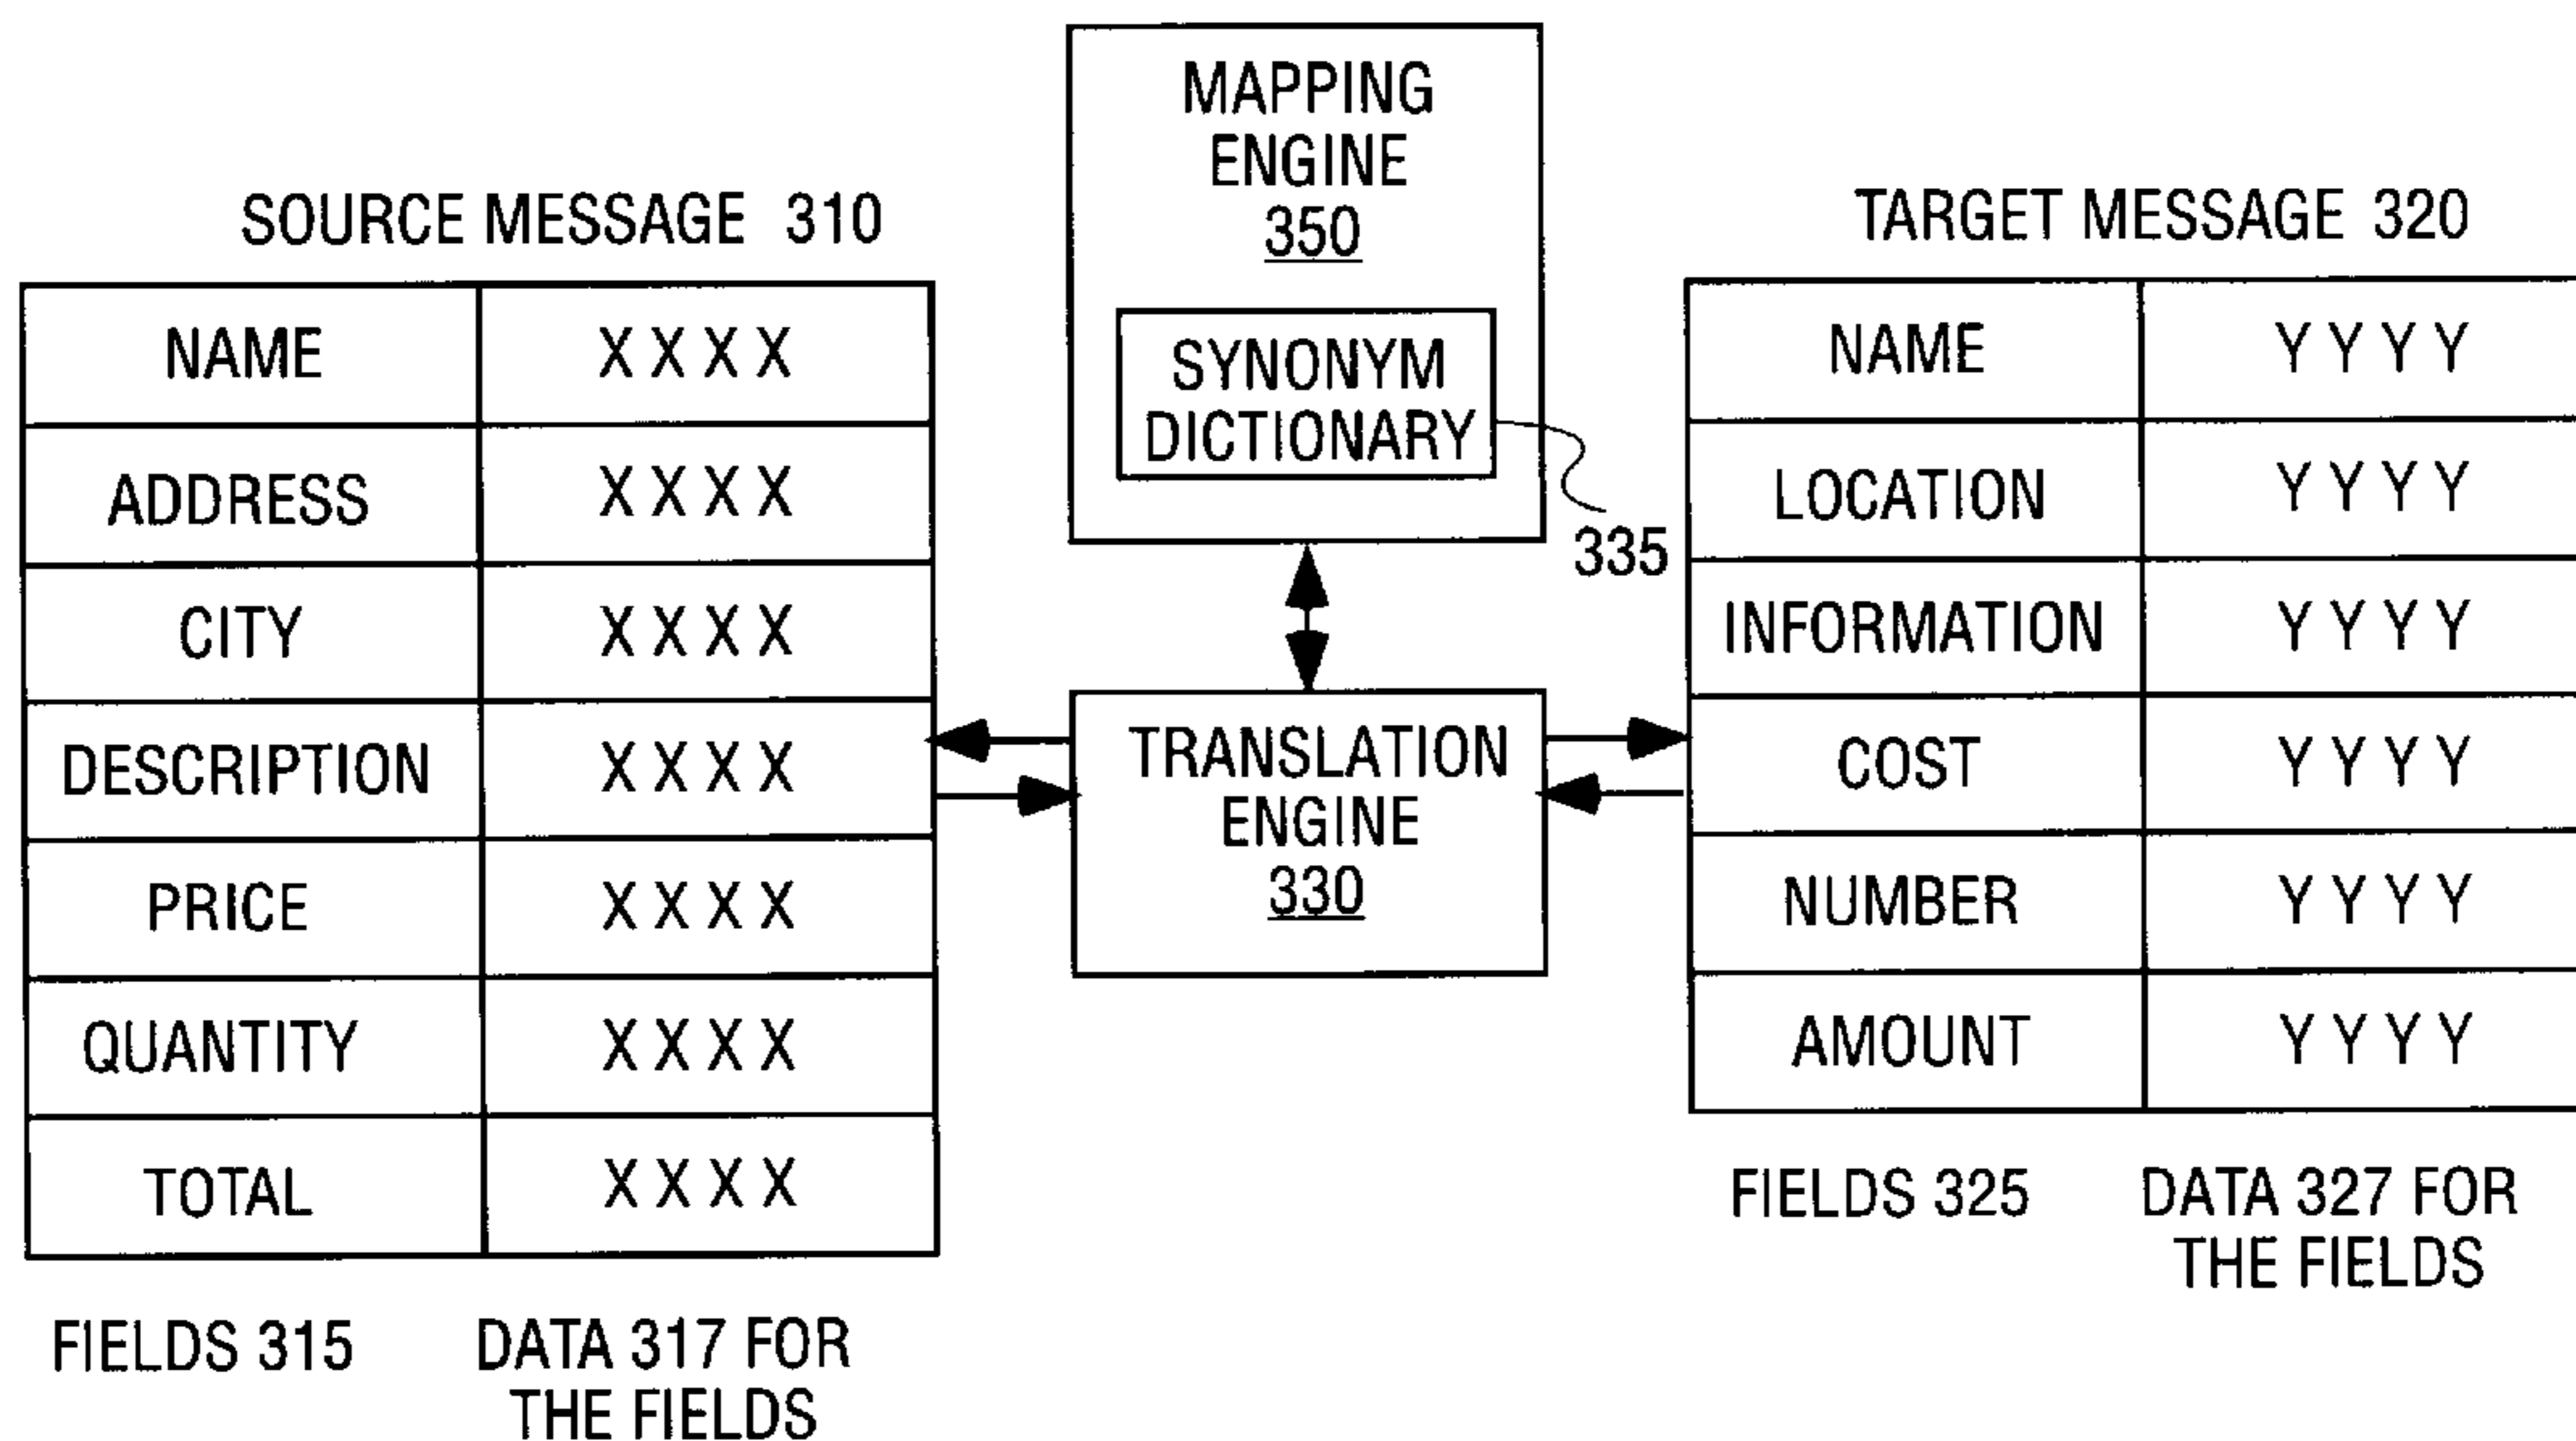 SOURCE MESSAGE 310
NAME XXXX
ADDRESS XXXX
CITY XXXX
DESCRIPTION XXXX
PRICE XXXX
QUANTITY XXXX
TOTAL XXXX
FIELDS 315
DATA 317 FOR
THE FIELDS
MAPPING
ENGINE
350
SYNONYM
DICTIONARY
335
TRANSLATION
ENGINE
330
TARGET MESSAGE 320
NAME YYYY
LOCATION YYYY
INFORMATION YYYY
COST YYYY
NUMBER YYYY
AMOUNT YYYY
FIELDS 325
DATA 327 FOR
THE FIELDS